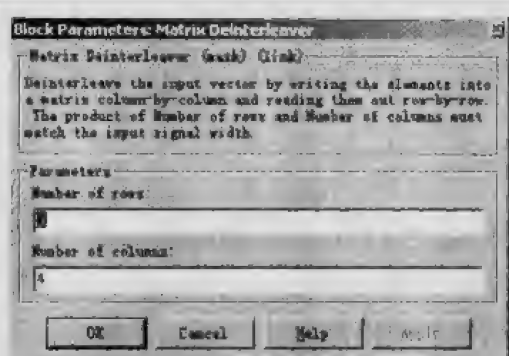 Block Parameters: Matrix Deinterleaver
Matrix Deinterleaver (mask) (link)
Deinterleave the input vector by writing the elements into
a matrix column-by-column and reading them out row-by-row.
The product of Number of rows and Number of columns must
match the input signal width.
Parameters
Number of rows:
Number of columns:
4
OK
Cancel
Help
Apply